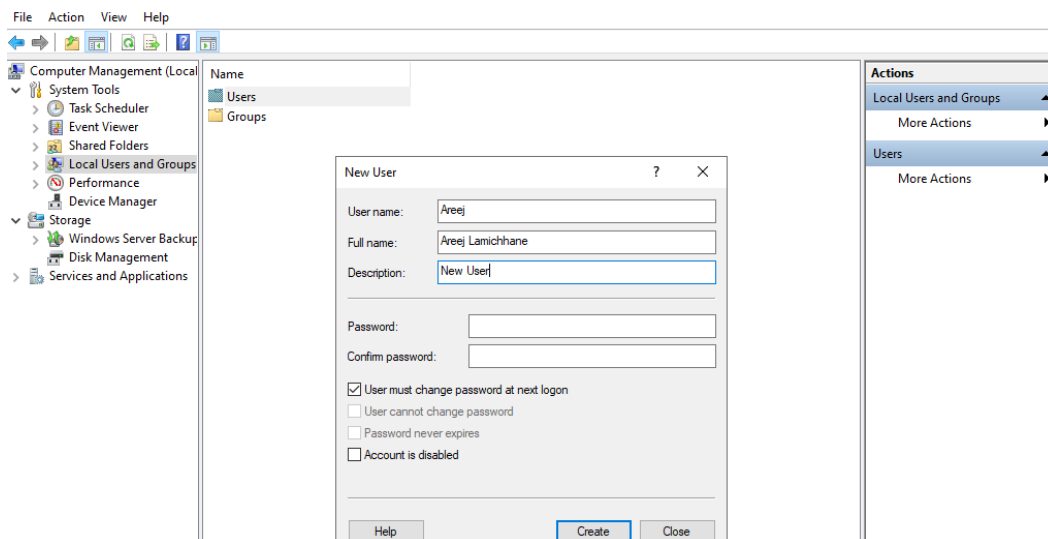 File Action View Help
Computer Management (Local
System Tools
Task Scheduler
Event Viewer
Shared Folders
Local Users and Groups
Performance
Device Manager
Storage
Windows Server Backup
Disk Management
Services and Applications
Name
Users
Groups
New User
User name: Areej
Full name: Areej Lamichhane
Description: New User
Password:
Confirm password:
User must change password at next logon
User cannot change password
Password never expires
Account is disabled
Help Create Close
Actions
Local Users and Groups
More Actions
Users
More Actions